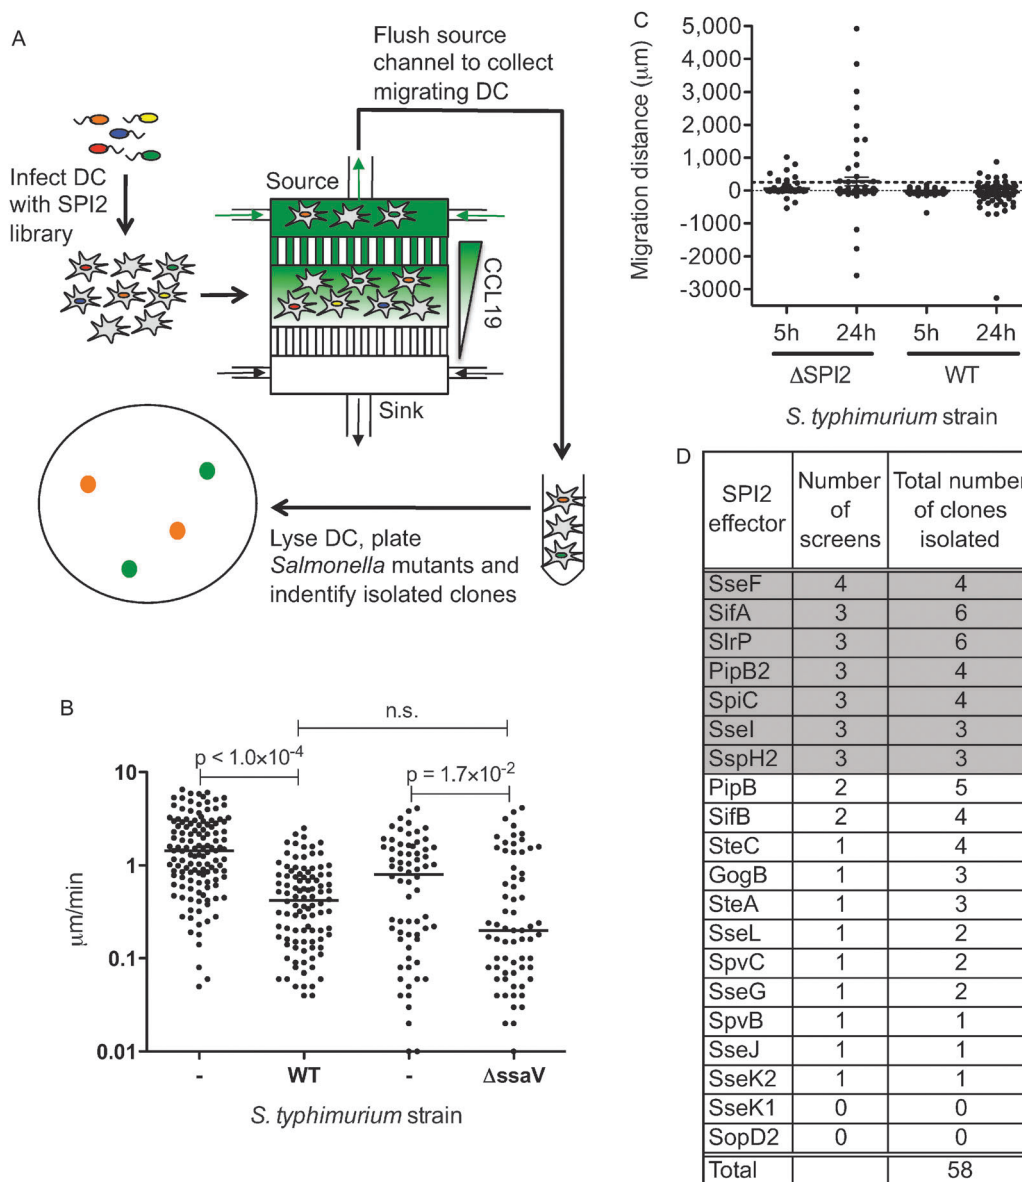 A
Flush source
channel to collect
migrating DC
Infect DC
with SPI2
library
Source
CCL19
Sink
Lyse DC, plate
Salmonella mutants and
indentify isolated clones
B
n.s.
p < 1.0×10⁻⁴
p = 1.7×10⁻²
10
1
0.1
0.01
μm/min
- WT - ΔssaV
S. typhimurium strain
C
5,000
4,000
3,000
2,000
1,000
0
-1000
-2000
-3000
Migration distance (μm)
5h 24h 5h 24h
ΔSPI2 WT
S. typhimurium strain
D
SPI2 effector Number of screens Total number of clones isolated
SseF 4 4
SifA 3 6
SlrP 3 6
PipB2 3 4
SpiC 3 4
SseI 3 3
SspH2 3 3
PipB 2 5
SifB 2 4
SteC 1 4
GogB 1 3
SteA 1 3
SseL 1 2
SpvC 1 2
SseG 1 2
SpvB 1 1
SseJ 1 1
SseK2 1 1
SseK1 0 0
SopD2 0 0
Total 58